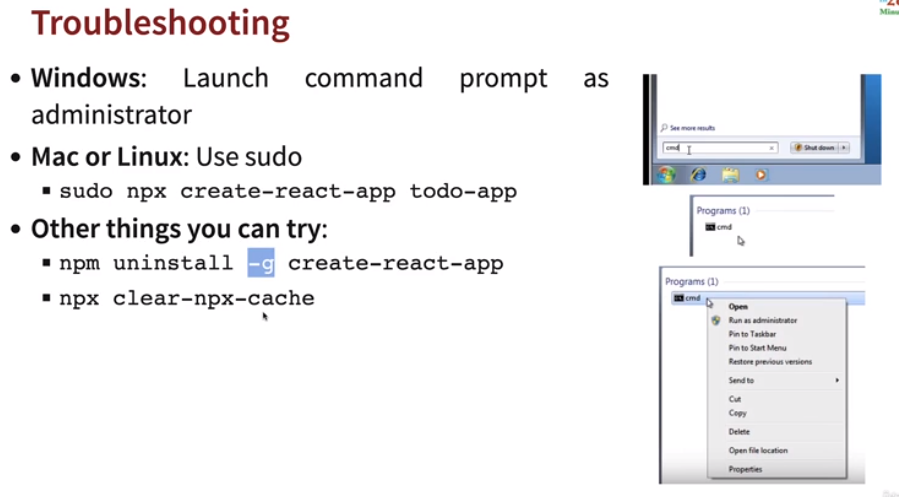 Troubleshooting
• Windows: Launch command prompt as
administrator
• Mac or Linux: Use sudo
▪ sudo npx create-react-app todo-app
• Other things you can try:
▪ npm uninstall -g create-react-app
▪ npx clear-npx-cache
See more results
cmd
Shut down
Programs (1)
cmd
Programs (1)
cmd
Open
Run as administrator
Pin to Taskbar
Pin to Start Menu
Restore previous versions
Send to
Cut
Copy
Delete
Open file location
Properties